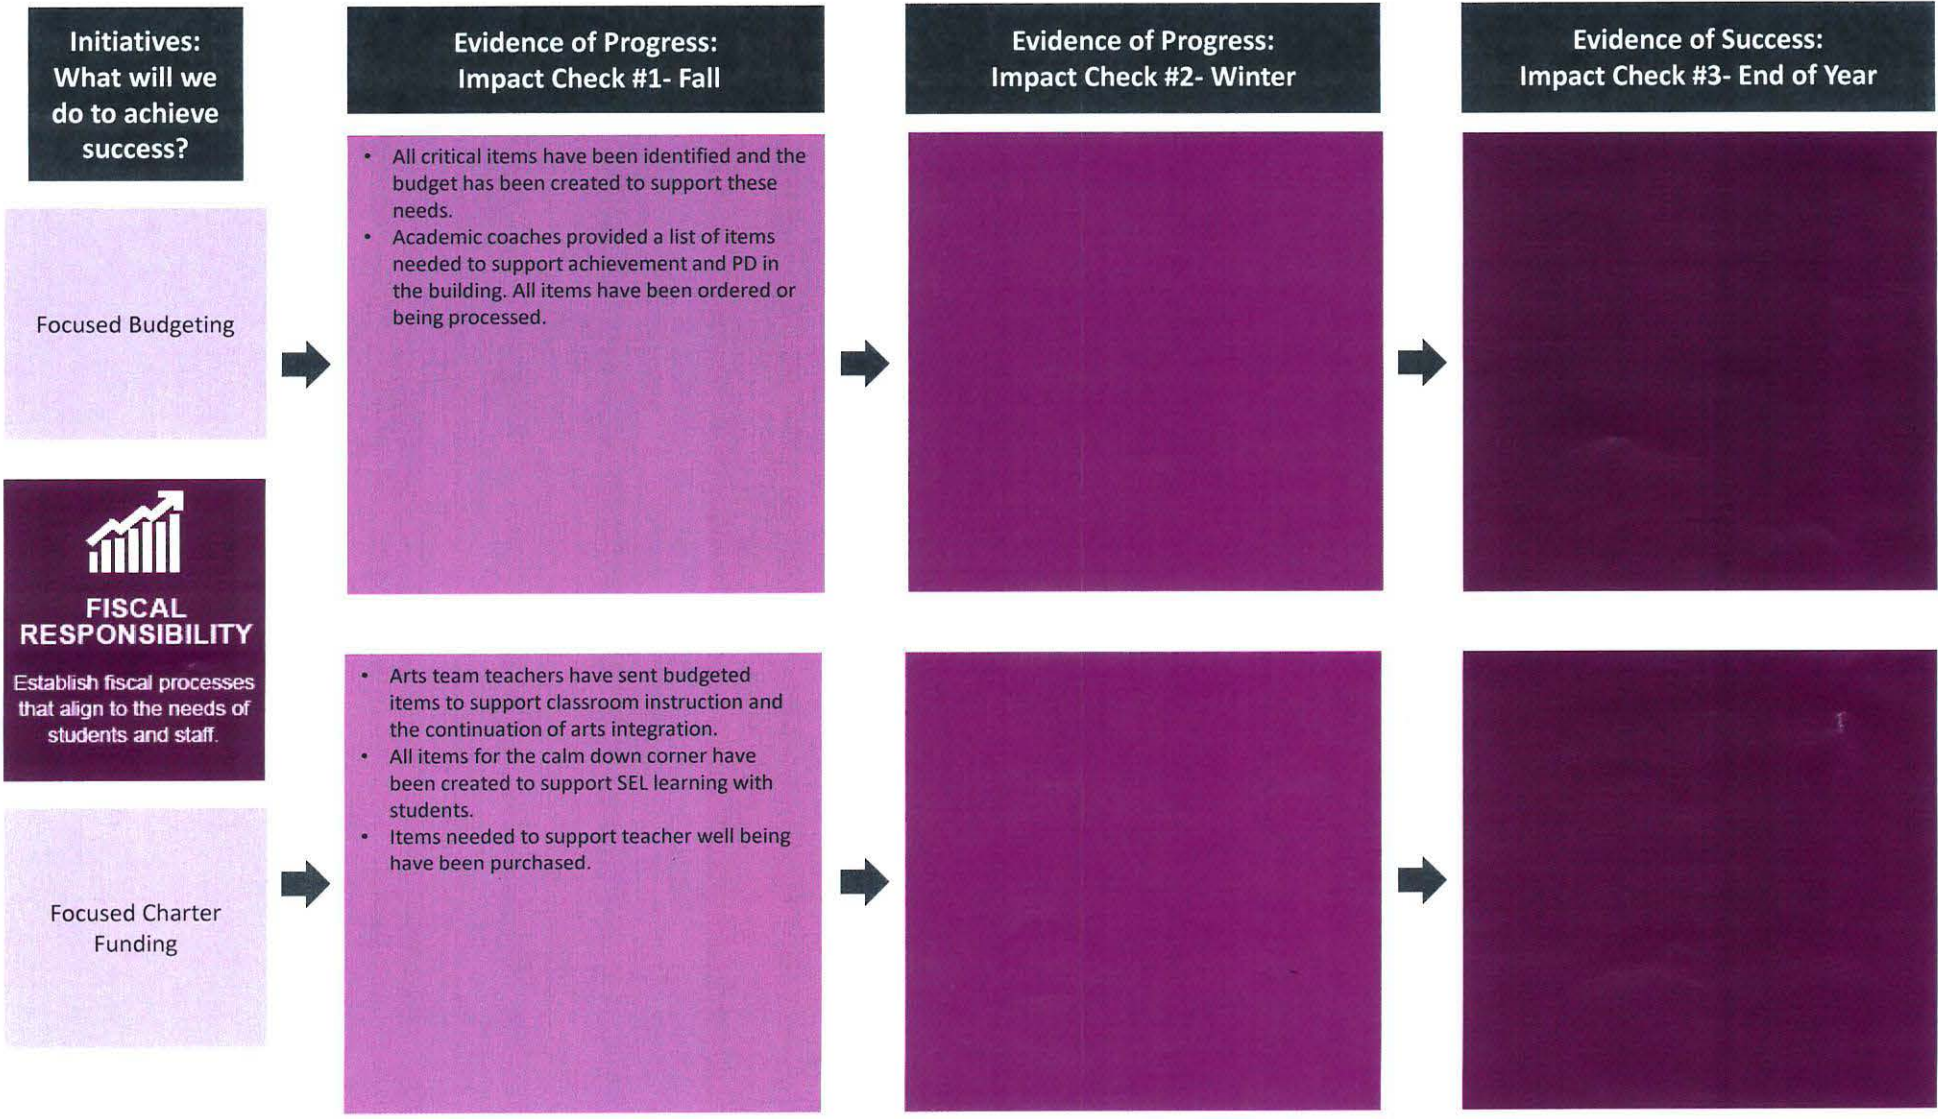 Initiatives:
What will we
do to achieve
success?
Evidence of Progress:
Impact Check #1- Fall
Evidence of Progress:
Impact Check #2- Winter
Evidence of Success:
Impact Check #3- End of Year
Focused Budgeting
• All critical items have been identified and the
budget has been created to support these
needs.
• Academic coaches provided a list of items
needed to support achievement and PD in
the building. All items have been ordered or
being processed.
FISCAL
RESPONSIBILITY
Establish fiscal processes
that align to the needs of
students and staff.
Focused Charter
Funding
• Arts team teachers have sent budgeted
items to support classroom instruction and
the continuation of arts integration.
• All items for the calm down corner have
been created to support SEL learning with
students.
• Items needed to support teacher well being
have been purchased.